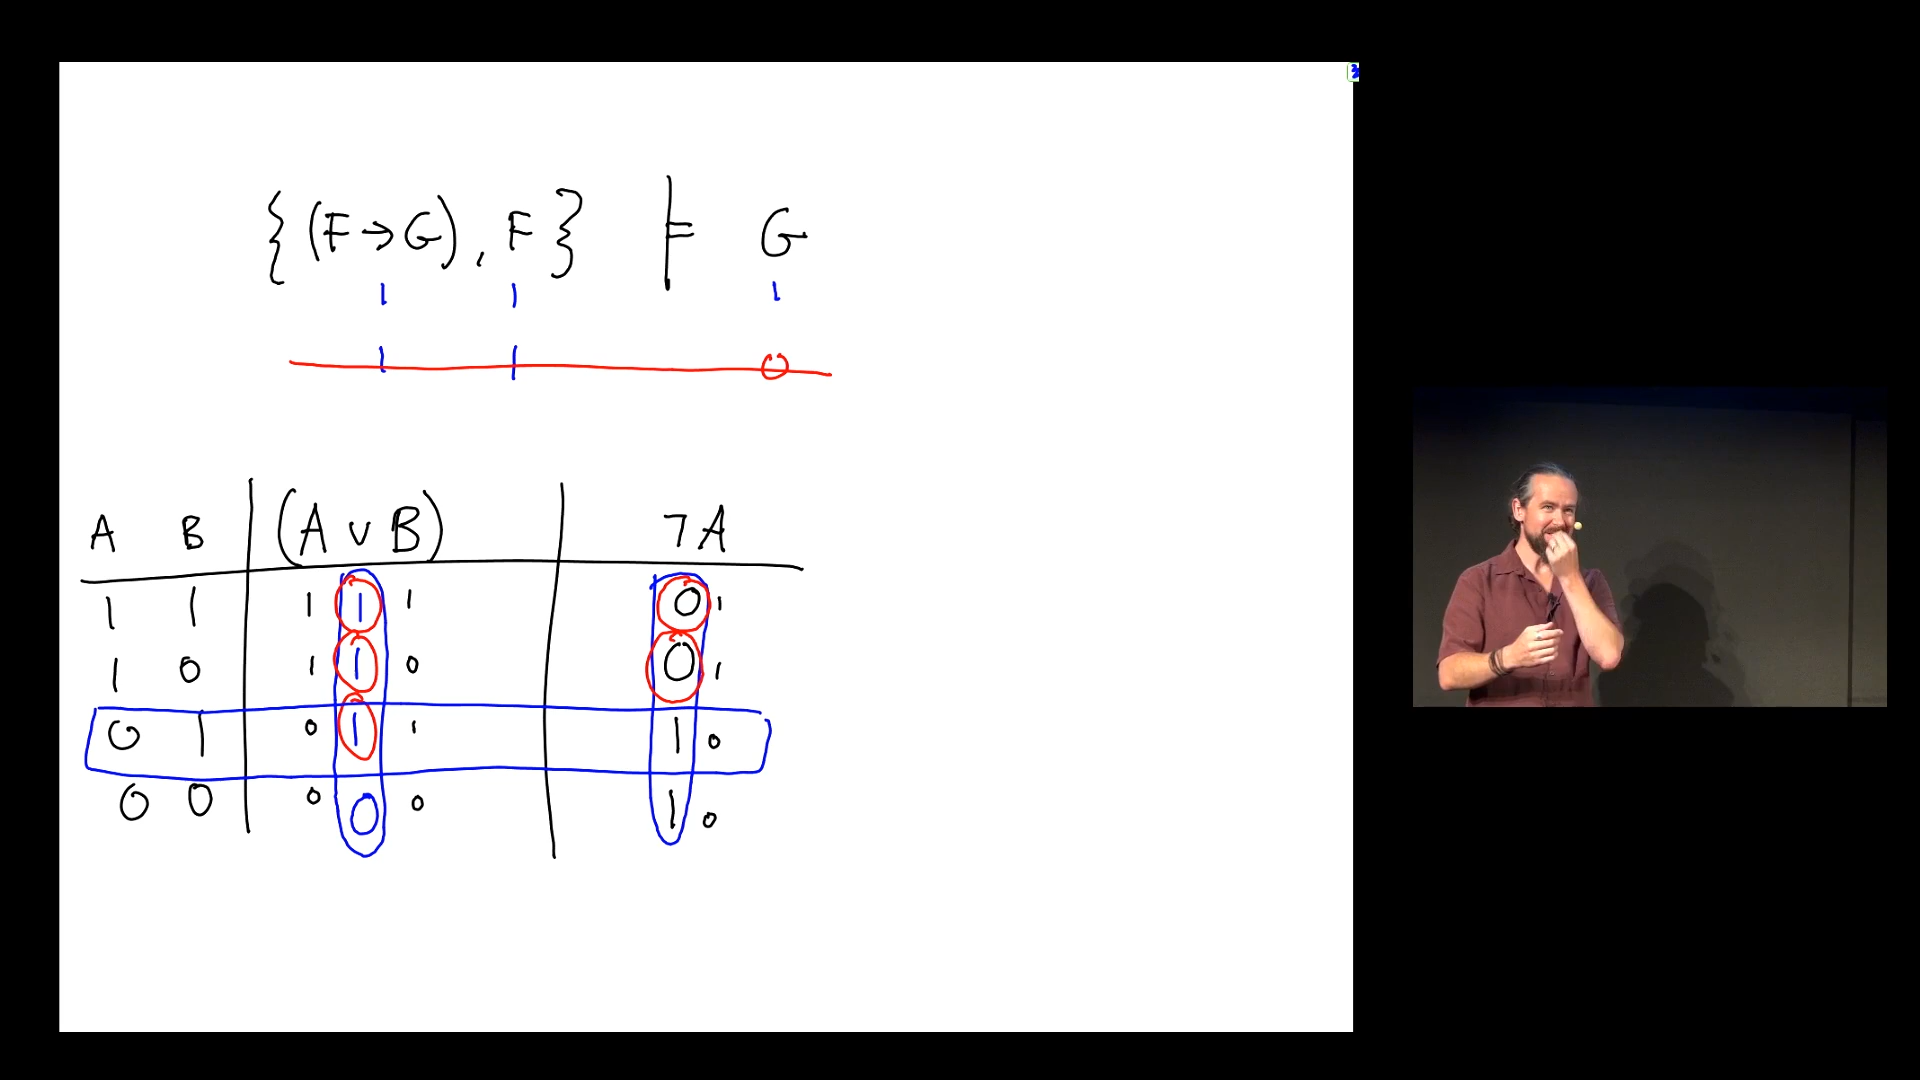 {(F→G), F} ⊨ G
1 1 1
1 1 0
A B (A ∨ B) ¬A
1 1 1 1 1 0 1
1 0 1 1 0 0 1
0 1 0 1 1 1 0
0 0 0 0 0 1 0